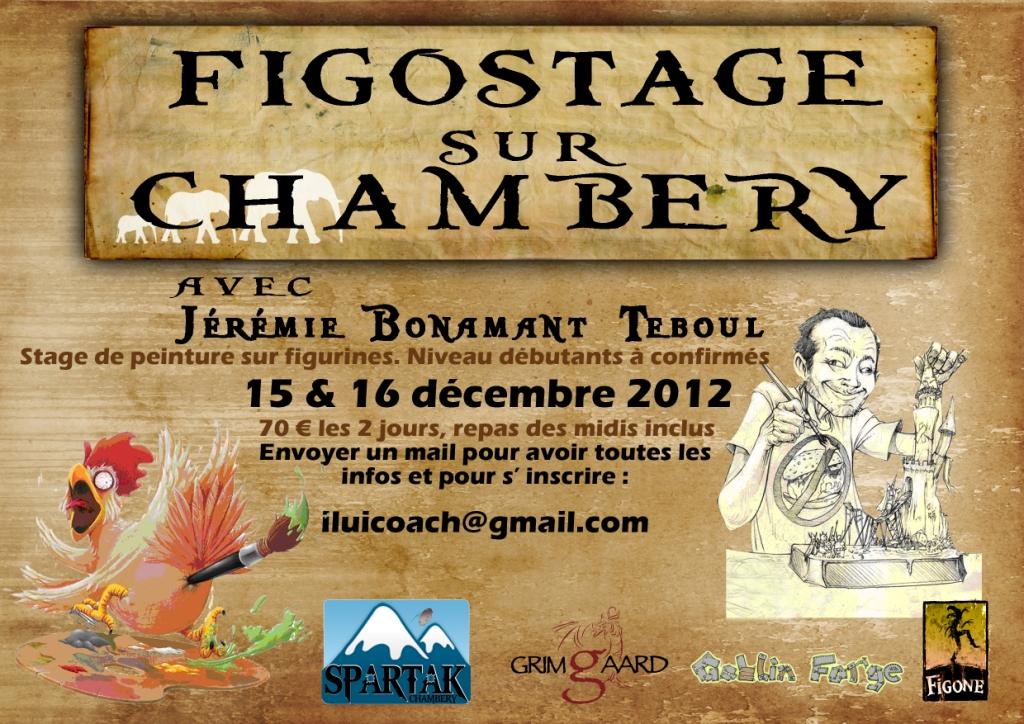 FIGOSTAGE
SUR
CHAMBERY
AVEC
JÉRÉMIE BONAMANT TEBOUL
Stage de peinture sur figurines. Niveau débutants à confirmés
15 & 16 décembre 2012
70 € les 2 jours, repas des midis inclus
Envoyer un mail pour avoir toutes les
infos et pour s' inscrire :
iluicoach@gmail.com
SPARTAK
CHAMBERY
GRIMGAARD
Goblin Forge
FIGONE